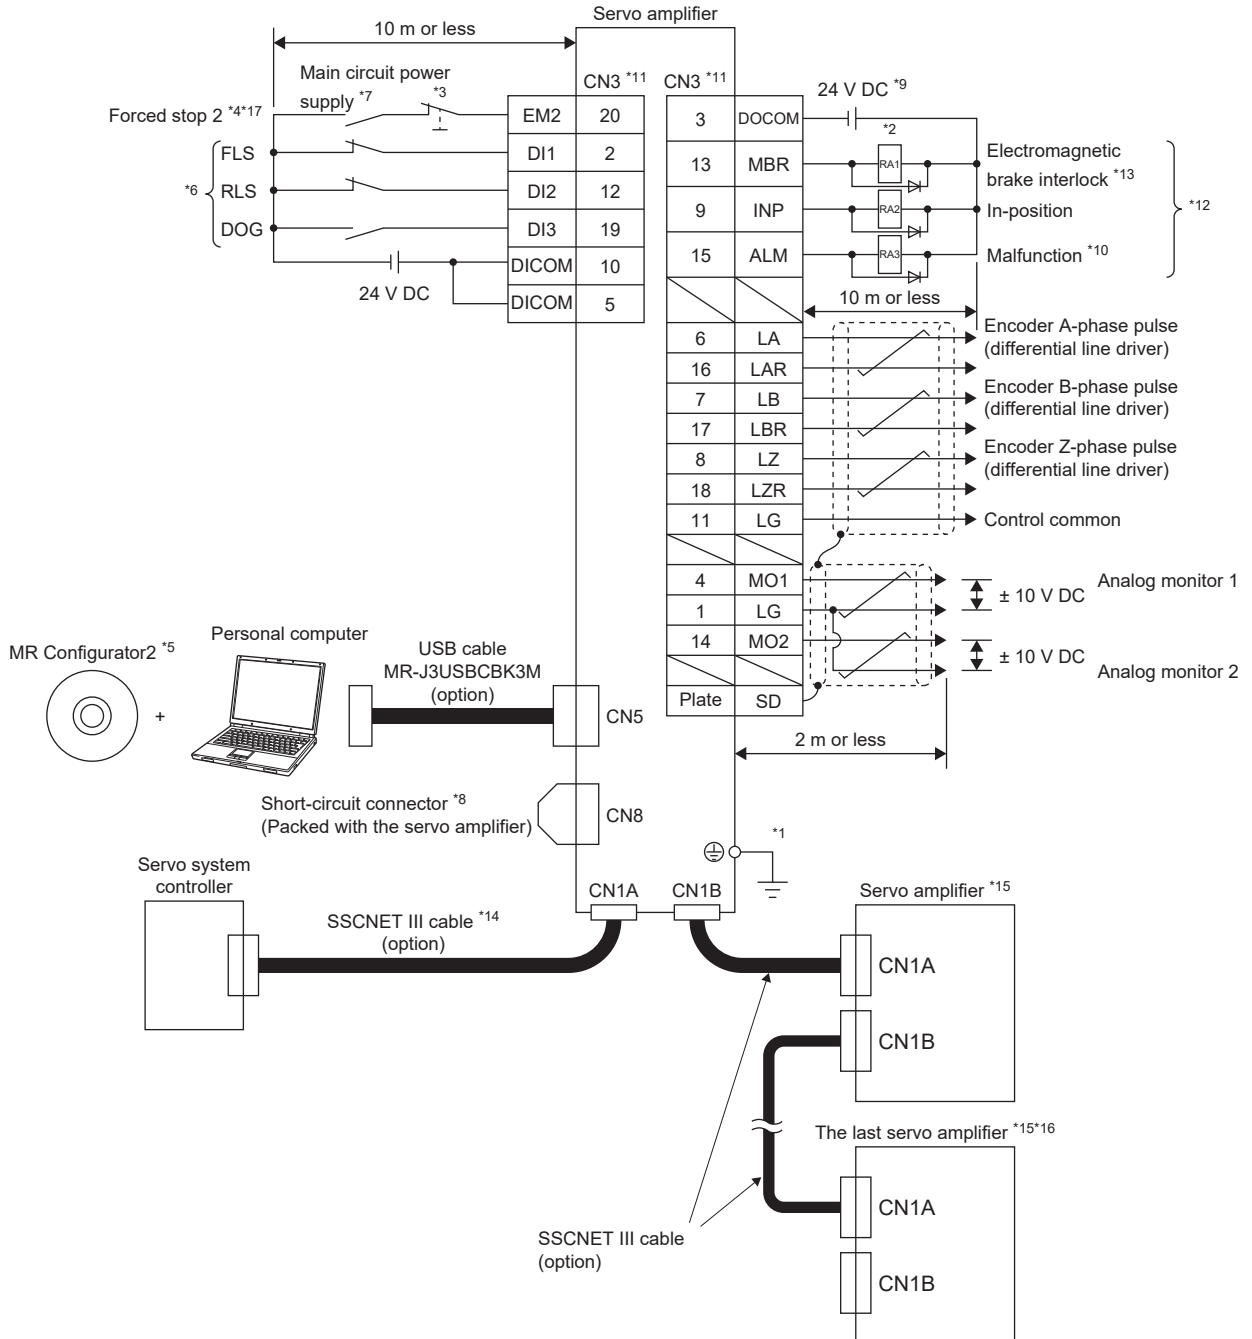 Servo amplifier
10 m or less
CN3 *11
CN3 *11
Main circuit power
supply *7
*3
Forced stop 2 *4*17
*6
FLS
RLS
DOG
24 V DC
EM2 20
DI1 2
DI2 12
DI3 19
DICOM 10
DICOM 5
3 DOCOM
13 MBR
9 INP
15 ALM
24 V DC *9
*2
RA1
RA2
RA3
Electromagnetic
brake interlock *13
In-position
Malfunction *10
*12
10 m or less
6 LA
16 LAR
7 LB
17 LBR
8 LZ
18 LZR
11 LG
Encoder A-phase pulse
(differential line driver)
Encoder B-phase pulse
(differential line driver)
Encoder Z-phase pulse
(differential line driver)
Control common
4 MO1
1 LG
14 MO2
Plate SD
± 10 V DC
Analog monitor 1
± 10 V DC
Analog monitor 2
2 m or less
MR Configurator2 *5
+
Personal computer
USB cable
MR-J3USBCBK3M
(option)
CN5
Short-circuit connector *8
(Packed with the servo amplifier)
CN8
*1
Servo system
controller
SSCNET III cable *14
(option)
CN1A
CN1B
Servo amplifier *15
CN1A
CN1B
The last servo amplifier *15*16
CN1A
CN1B
SSCNET III cable
(option)